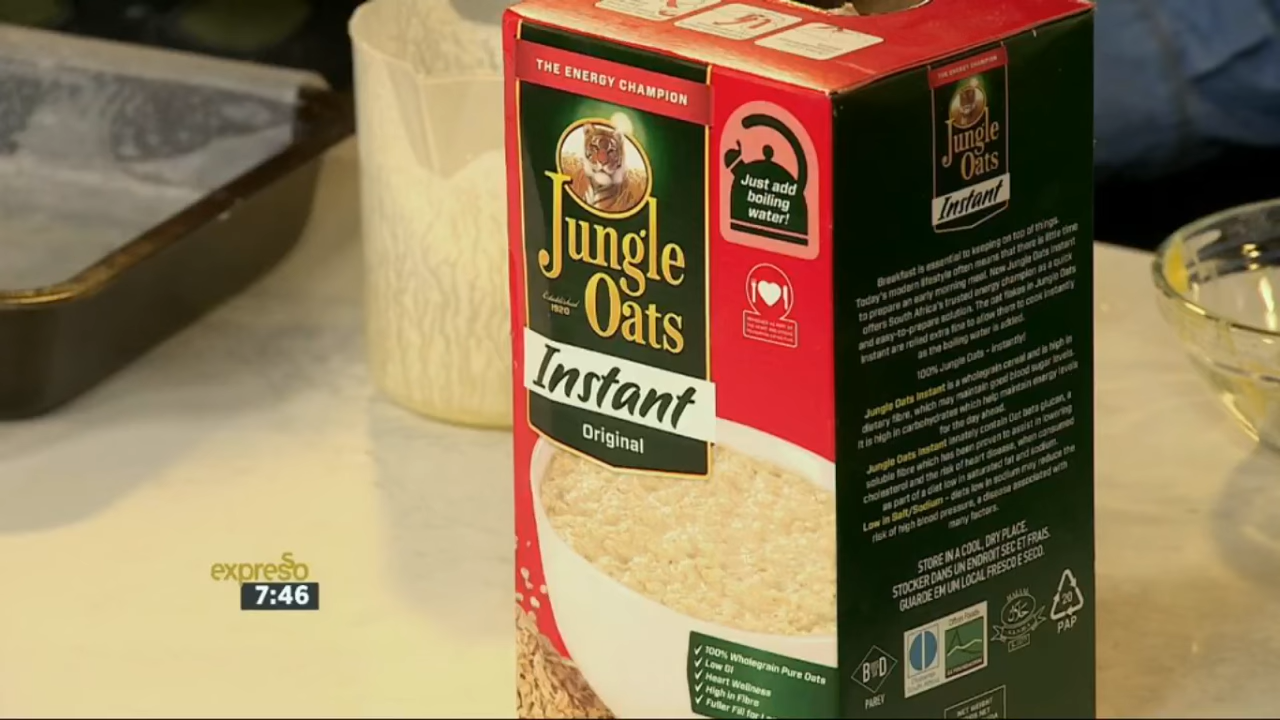 THE ENERGY CHAMPION
Jungle
Oats
Established
1920
Instant
Original
Just add
boiling
water!
100% Wholegrain Pure Oats
Low GI
Heart Wellness
High in Fibre
Fuller For
THE ENERGY CHAMPION
Jungle
Oats
Instant
Breakfast is essential to keeping on top of things.
Today's modern lifestyle often means that there is little time
to prepare an early morning meal. Now Jungle Oats Instant
offers South Africa's trusted energy champion as a quick
and easy-to-prepare solution. The oat flakes in Jungle Oats
Instant are rolled extra fine to allow them to cook instantly
as the boiling water is added.
100% Jungle Oats - Instantly!
Jungle Oats Instant is a wholegrain cereal and is high in
dietary fibre, which may maintain good blood sugar levels.
It is high in carbohydrates which help maintain energy levels
for the day ahead.
Jungle Oats Instant innately contain Oat beta glucan, a
soluble fibre which has been proven to assist in lowering
cholesterol and the risk of heart disease, when consumed
as part of a diet low in saturated fat and sodium.
Low in Salt/Sodium - diets low in sodium may reduce the
risk of high blood pressure, a disease associated with
many factors.
STORE IN A COOL, DRY PLACE.
STOCKER DANS UN ENDROIT SEC ET FRAIS.
GUARDE EM UM LOCAL FRESCO E SECO.
20
PAP
BD
PAREV
NET WEIGHT
expresso
7:46